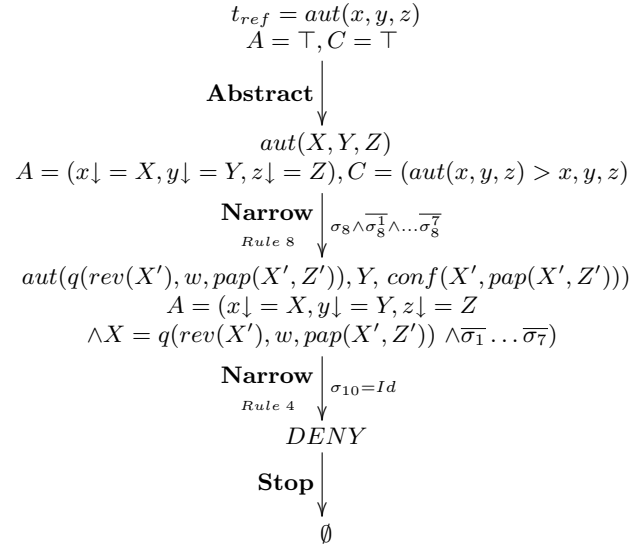 t_{ref} = aut(x, y, z)
A = ⊤, C = ⊤
Abstract
aut(X, Y, Z)
A = (x↓ = X, y↓ = Y, z↓ = Z), C = (aut(x, y, z) > x, y, z)
Narrow
Rule 8
σ_8 ∧ \overline{σ_8^1} ∧ … \overline{σ_8^7}
aut(q(rev(X′), w, pap(X′, Z′)), Y, conf(X′, pap(X′, Z′)))
A = (x↓ = X, y↓ = Y, z↓ = Z
∧X = q(rev(X′), w, pap(X′, Z′)) ∧ \overline{σ_1} … \overline{σ_7})
Narrow
Rule 4
σ_{10} = Id
DENY
Stop
∅